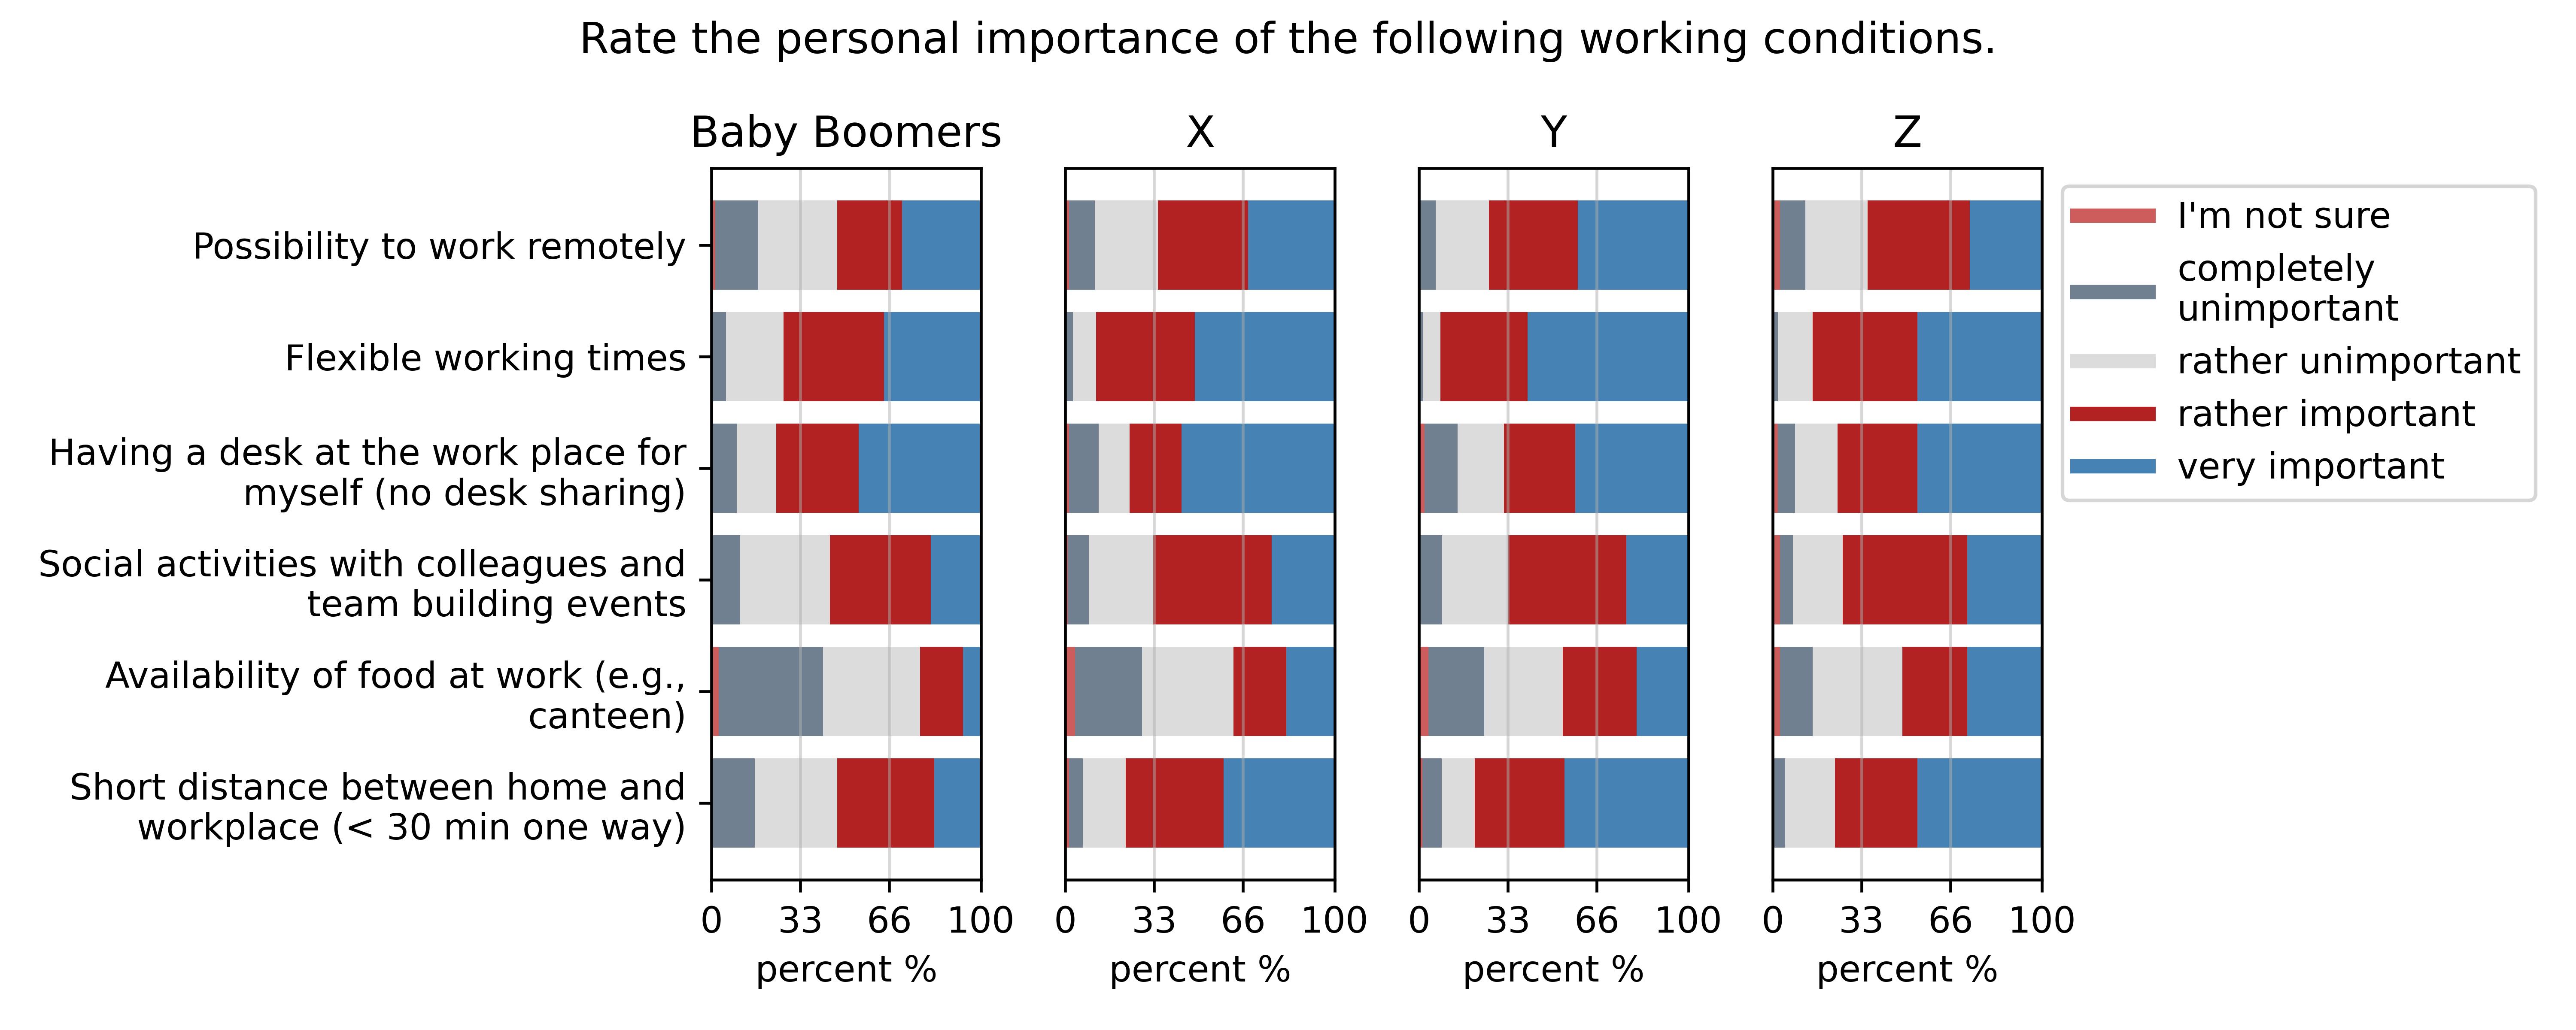 Rate the personal importance of the following working conditions.
Baby Boomers
X
Y
Z
Possibility to work remotely
Flexible working times
Having a desk at the work place for
myself (no desk sharing)
Social activities with colleagues and
team building events
Availability of food at work (e.g.,
canteen)
Short distance between home and
workplace (< 30 min one way)
0 33 66 100
percent %
0 33 66 100
percent %
0 33 66 100
percent %
0 33 66 100
percent %
I'm not sure
completely
unimportant
rather unimportant
rather important
very important